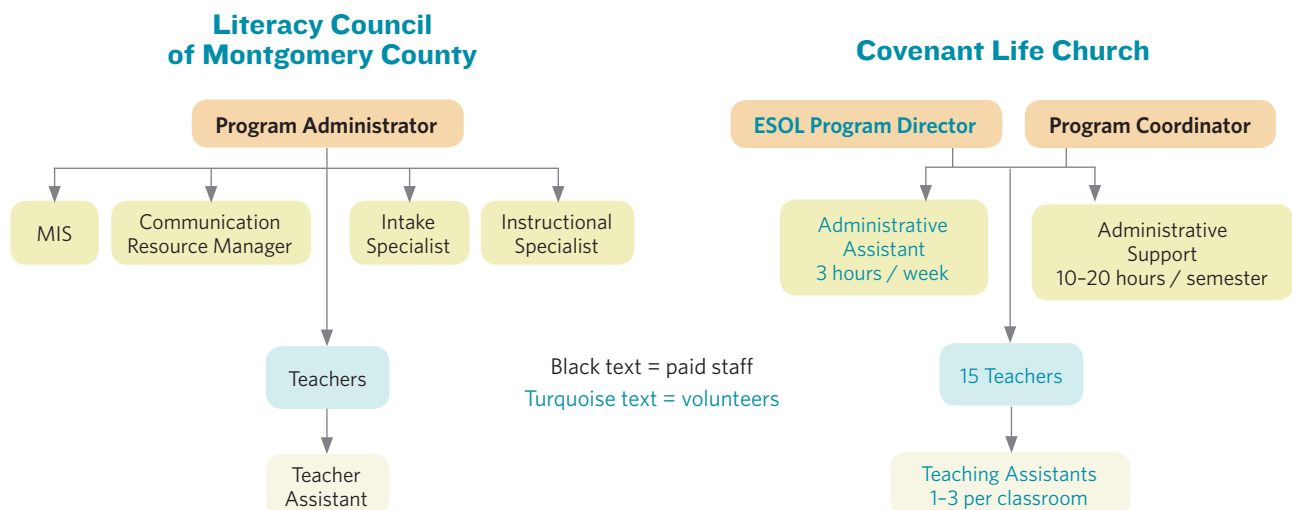 Literacy Council
of Montgomery County
Program Administrator
MIS
Communication
Resource Manager
Intake
Specialist
Instructional
Specialist
Teachers
Teacher
Assistant
Black text = paid staff
Turquoise text = volunteers
Covenant Life Church
ESOL Program Director
Program Coordinator
Administrative
Assistant
3 hours / week
Administrative
Support
10–20 hours / semester
15 Teachers
Teaching Assistants
1–3 per classroom